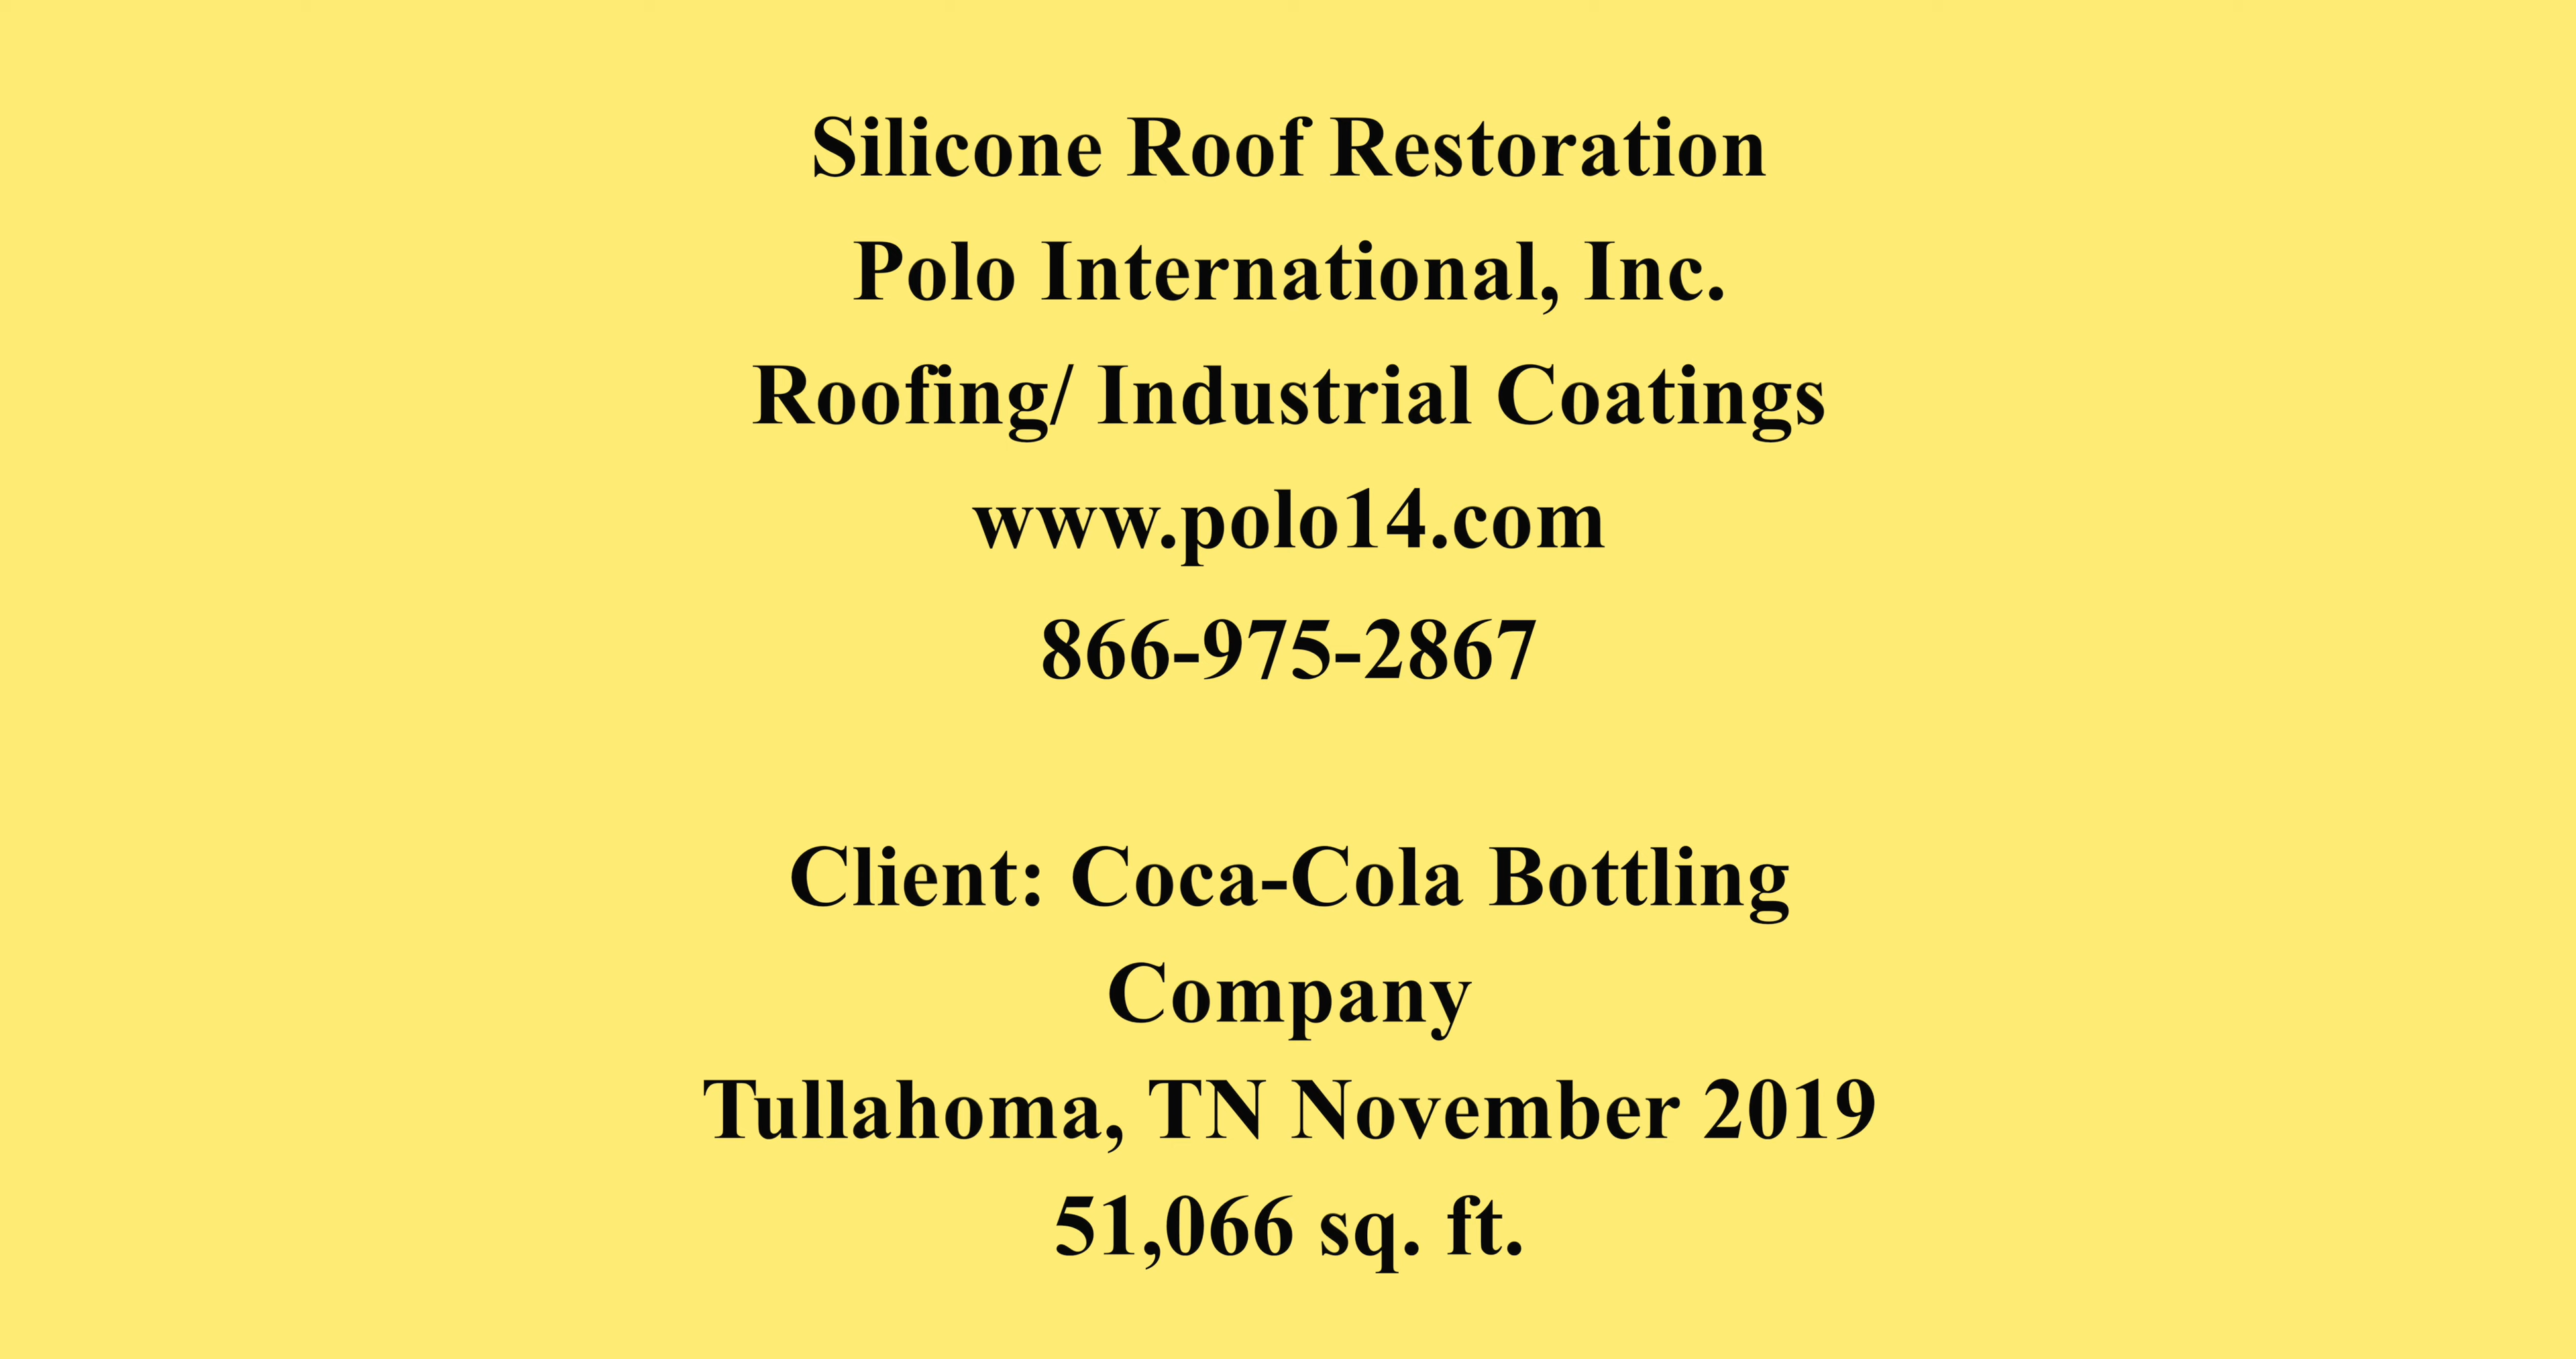 Silicone Roof Restoration
Polo International, Inc.
Roofing/ Industrial Coatings
www.polo14.com
866-975-2867
Client: Coca-Cola Bottling
Company
Tullahoma, TN November 2019
51,066 sq. ft.